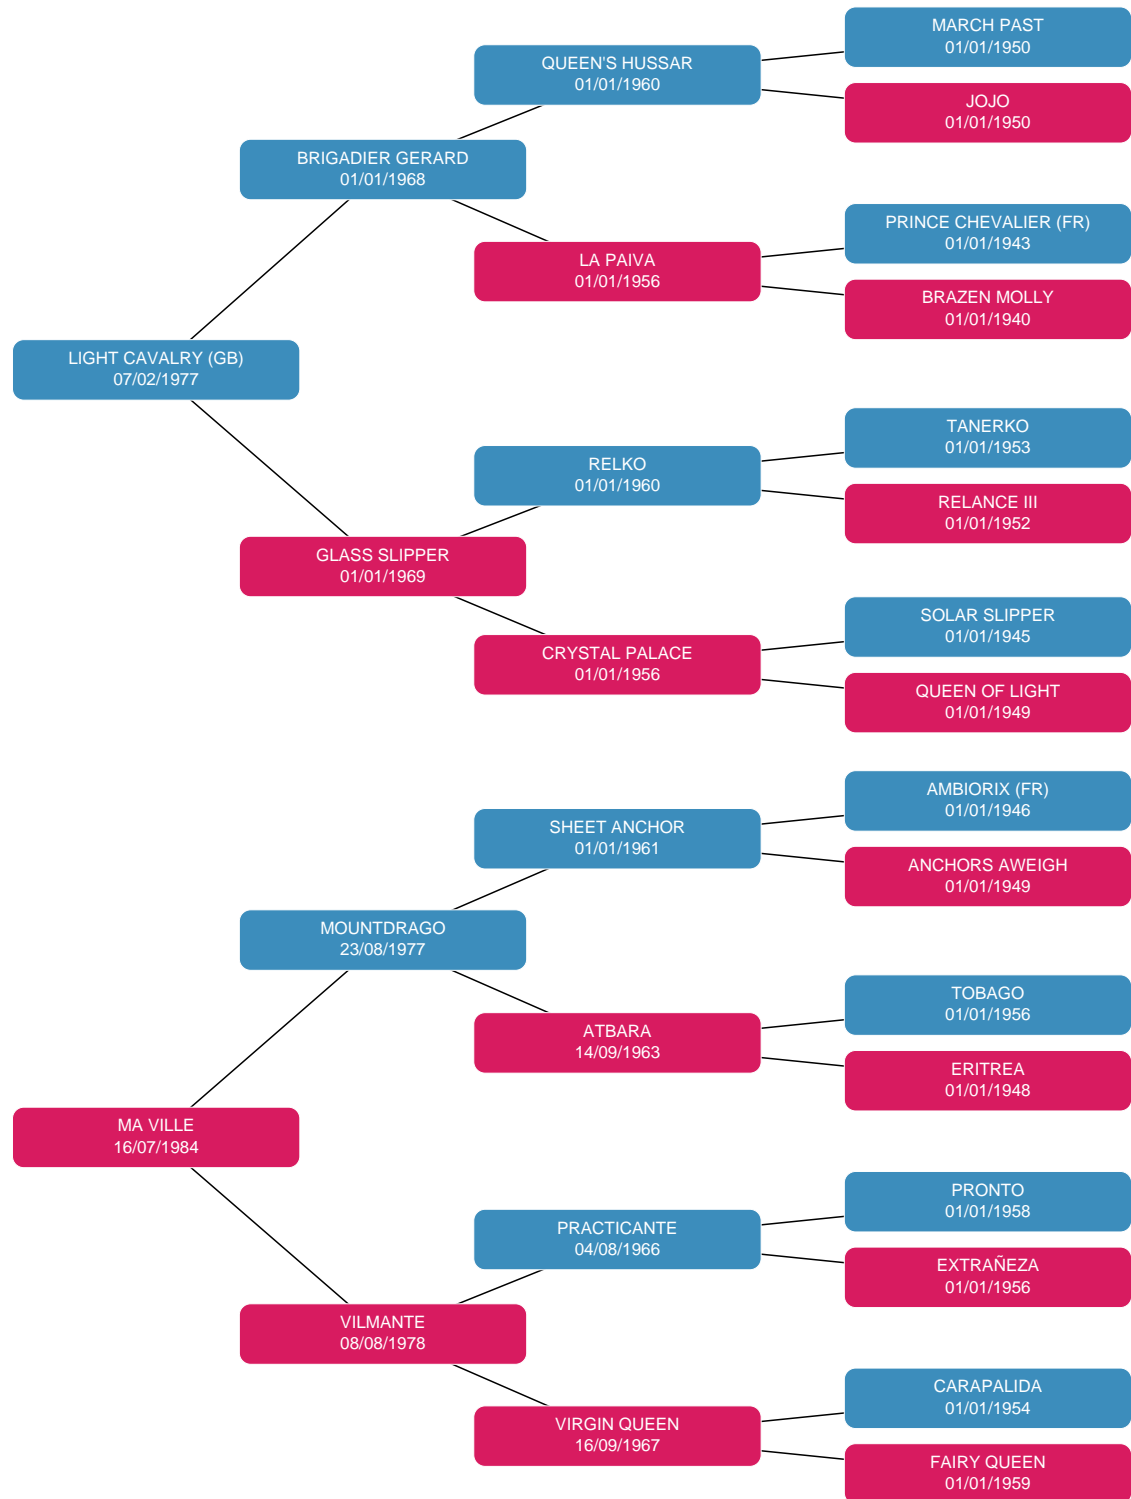 MARCH PAST
01/01/1950
QUEEN'S HUSSAR
01/01/1960
JOJO
01/01/1950
BRIGADIER GERARD
01/01/1968
PRINCE CHEVALIER (FR)
01/01/1943
LA PAIVA
01/01/1956
BRAZEN MOLLY
01/01/1940
LIGHT CAVALRY (GB)
07/02/1977
TANERKO
01/01/1953
RELKO
01/01/1960
RELANCE III
01/01/1952
GLASS SLIPPER
01/01/1969
SOLAR SLIPPER
01/01/1945
CRYSTAL PALACE
01/01/1956
QUEEN OF LIGHT
01/01/1949
AMBIORIX (FR)
01/01/1946
SHEET ANCHOR
01/01/1961
ANCHORS AWEIGH
01/01/1949
MOUNTDRAGO
23/08/1977
TOBAGO
01/01/1956
ATBARA
14/09/1963
ERITREA
01/01/1948
MA VILLE
16/07/1984
PRONTO
01/01/1958
PRACTICANTE
04/08/1966
EXTRAÑEZA
01/01/1956
VILMANTE
08/08/1978
CARAPALIDA
01/01/1954
VIRGIN QUEEN
16/09/1967
FAIRY QUEEN
01/01/1959